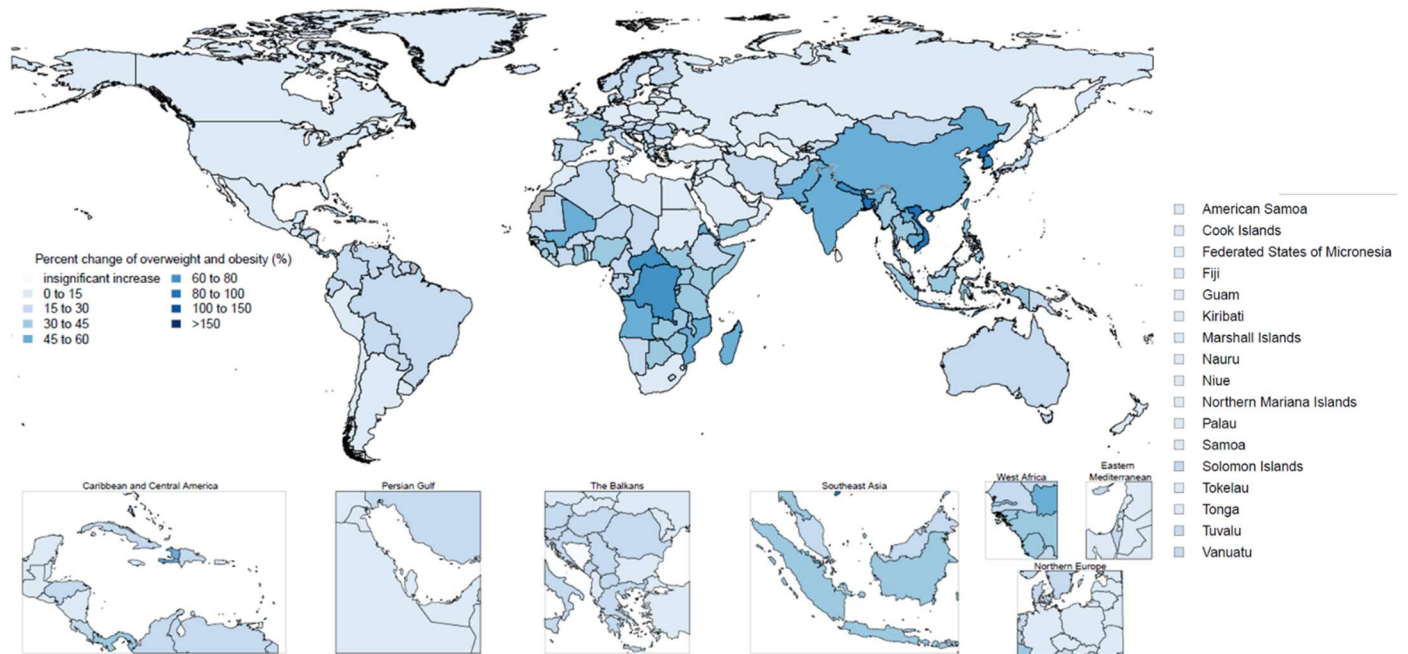 Percent change of overweight and obesity (%)
insignificant increase
0 to 15
15 to 30
30 to 45
45 to 60
60 to 80
80 to 100
100 to 150
>150
American Samoa
Cook Islands
Federated States of Micronesia
Fiji
Guam
Kiribati
Marshall Islands
Nauru
Niue
Northern Mariana Islands
Palau
Samoa
Solomon Islands
Tokelau
Tonga
Tuvalu
Vanuatu
Caribbean and Central America
Persian Gulf
The Balkans
Southeast Asia
West Africa
Eastern
Mediterranean
Northern Europe